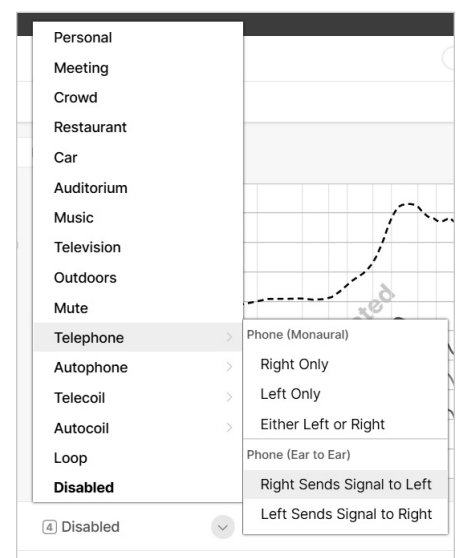 Personal
Meeting
Crowd
Restaurant
Car
Auditorium
Music
Television
Outdoors
Mute
Telephone
Autophone
Telecoil
Autocoil
Loop
Disabled
Phone (Monaural)
Right Only
Left Only
Either Left or Right
Phone (Ear to Ear)
Right Sends Signal to Left
Left Sends Signal to Right
4 Disabled